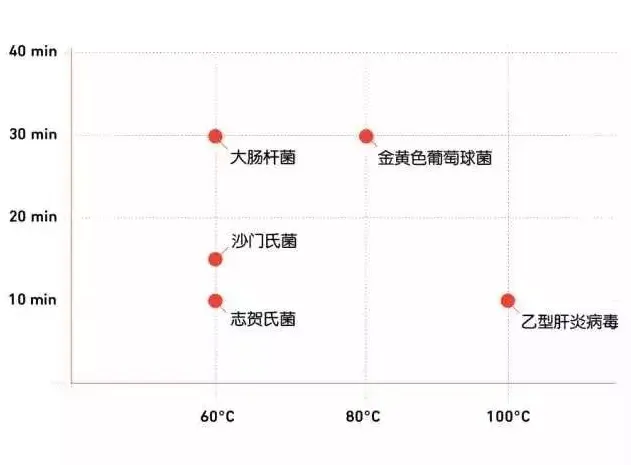 40 min
30 min
大肠杆菌
金黄色葡萄球菌
20 min
沙门氏菌
10 min
志贺氏菌
乙型肝炎病毒
60°C
80°C
100°C